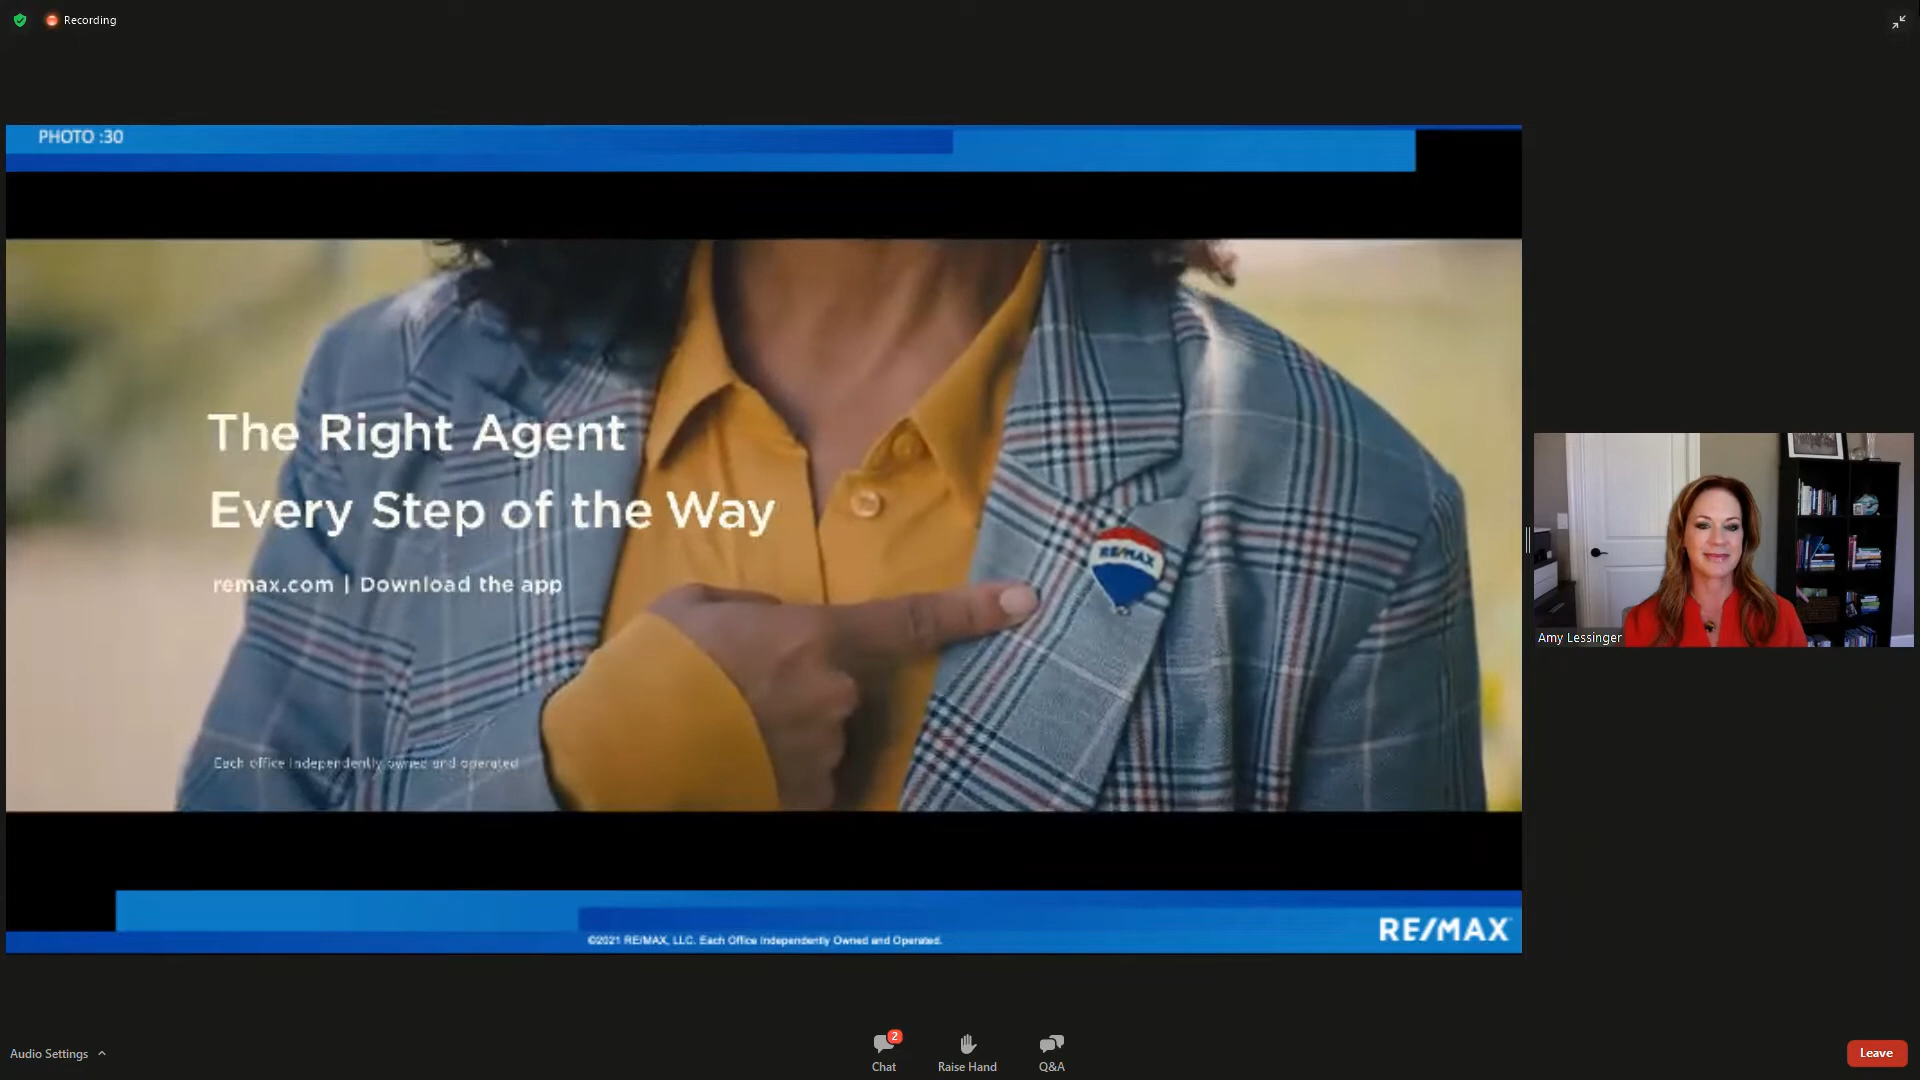 Recording
PHOTO :30
The Right Agent
Every Step of the Way
remax.com | Download the app
RE/MAX
Each office independently owned and operated
©2021 RE/MAX, LLC. Each Office Independently Owned and Operated.
RE/MAX
Amy Lessinger
Audio Settings
2
Chat
Raise Hand
Q&A
Leave